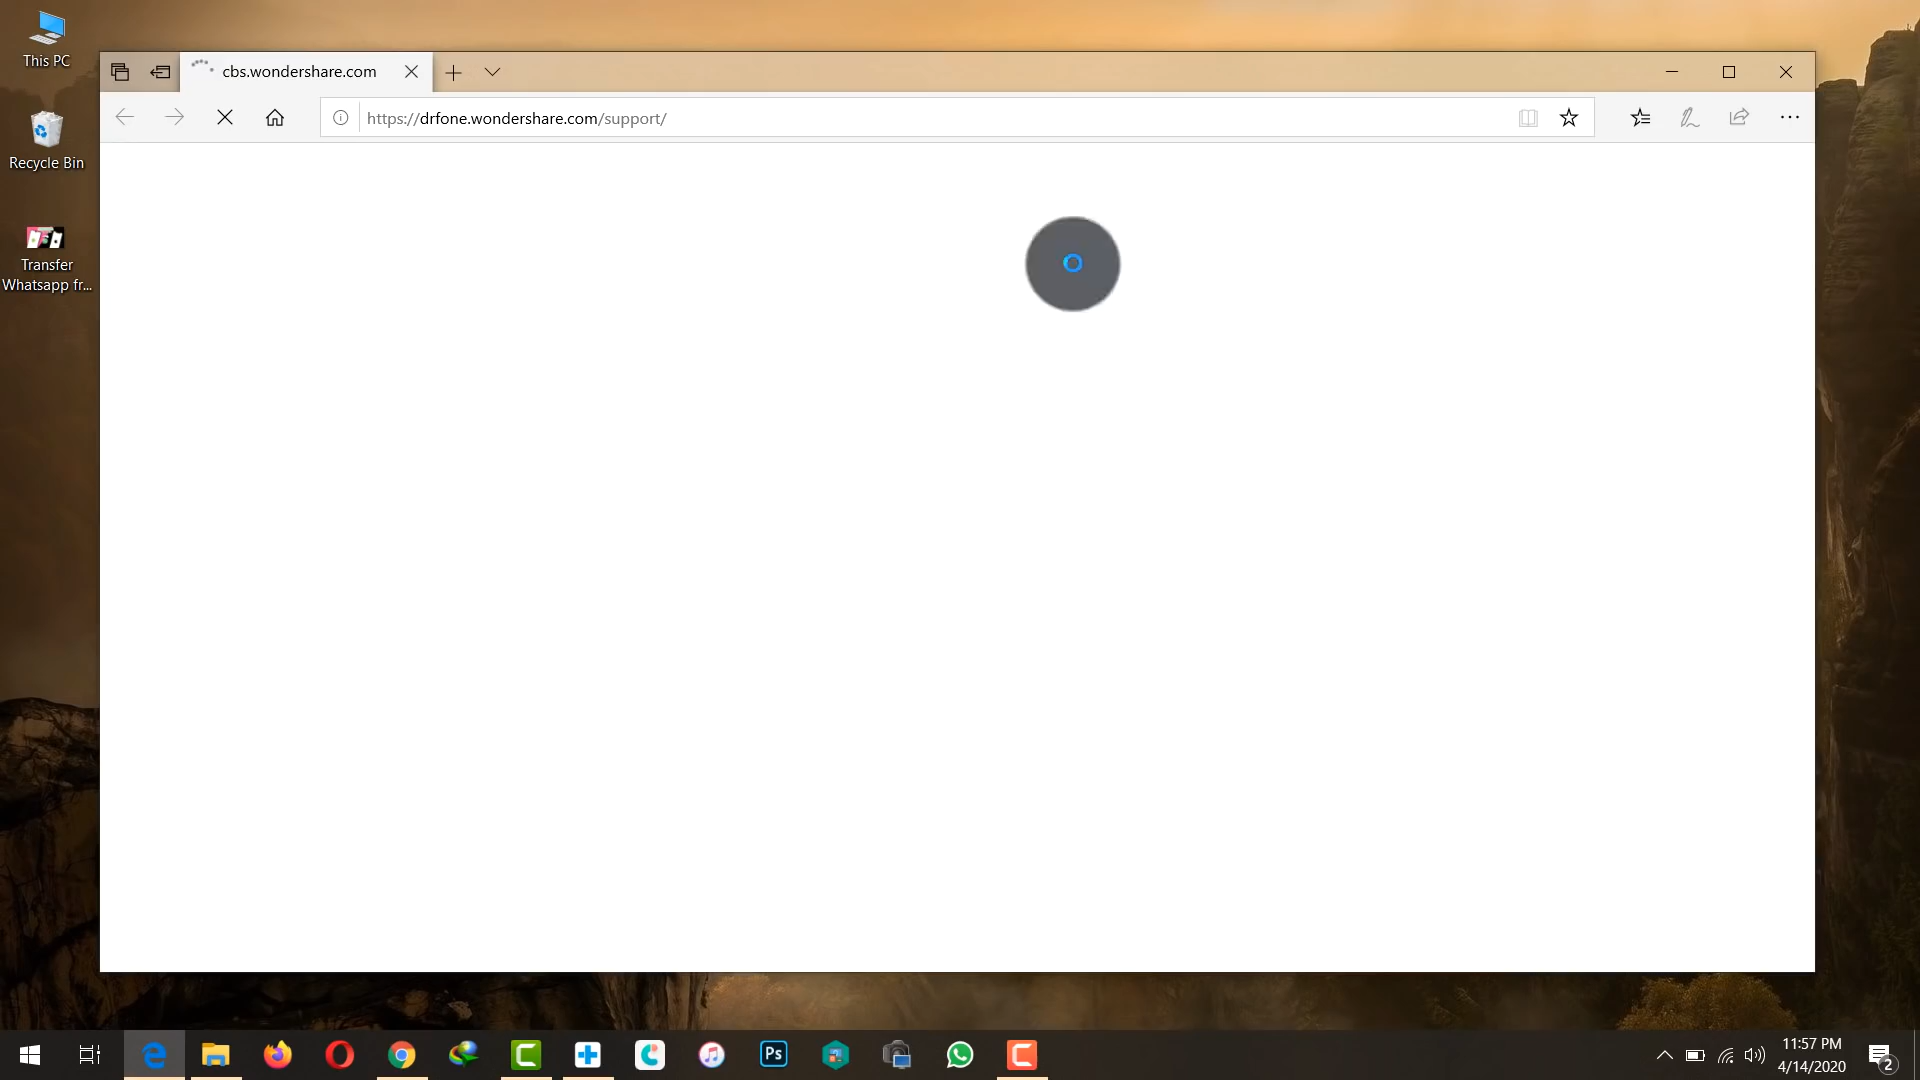 This PC
Recycle Bin
Transfer
Whatsapp fr...
cbs.wondershare.com
https://drfone.wondershare.com/support/
Ps
11:57 PM
4/14/2020
2